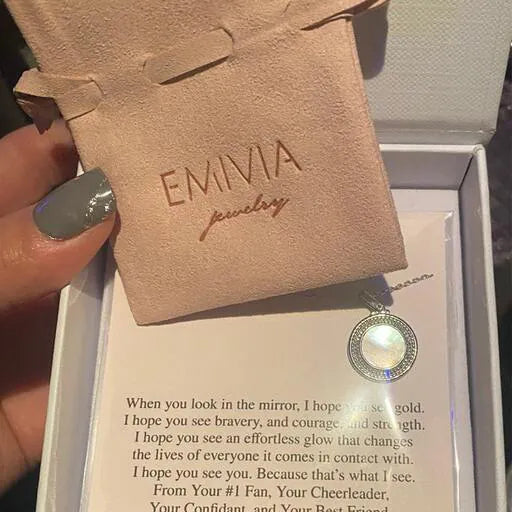 EMIVIA
jewelry
When you look in the mirror, I hope you see gold.
I hope you see bravery, and courage, and strength.
I hope you see an effortless glow that changes
the lives of everyone it comes in contact with.
I hope you see you. Because that's what I see.
From Your #1 Fan, Your Cheerleader,
Your Confidant, and Your Best Friend